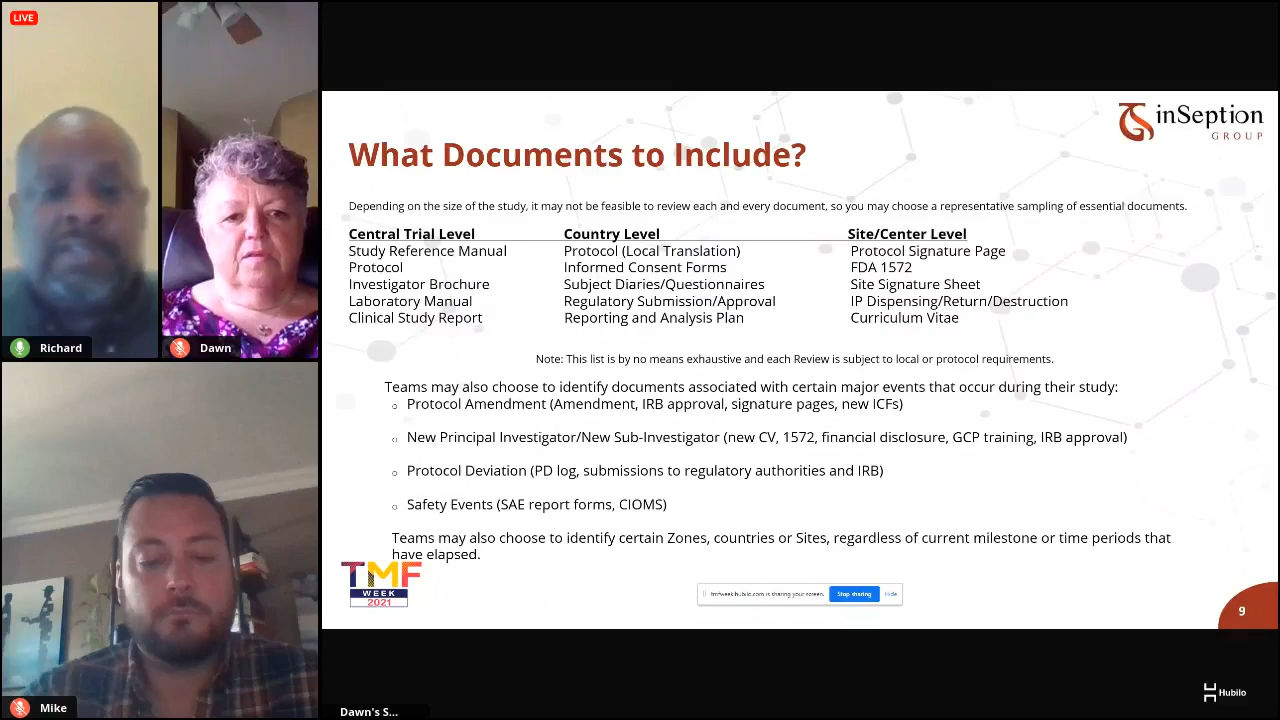 LIVE
Richard
Dawn
Mike
inSeption
GROUP
What Documents to Include?
Depending on the size of the study, it may not be feasible to review each and every document, so you may choose a representative sampling of essential documents.
Central Trial Level Country Level Site/Center Level
Study Reference Manual Protocol (Local Translation) Protocol Signature Page
Protocol Informed Consent Forms FDA 1572
Investigator Brochure Subject Diaries/Questionnaires Site Signature Sheet
Laboratory Manual Regulatory Submission/Approval IP Dispensing/Return/Destruction
Clinical Study Report Reporting and Analysis Plan Curriculum Vitae
Note: This list is by no means exhaustive and each Review is subject to local or protocol requirements.
Teams may also choose to identify documents associated with certain major events that occur during their study:
Protocol Amendment (Amendment, IRB approval, signature pages, new ICFs)
New Principal Investigator/New Sub-Investigator (new CV, 1572, financial disclosure, GCP training, IRB approval)
Protocol Deviation (PD log, submissions to regulatory authorities and IRB)
Safety Events (SAE report forms, CIOMS)
Teams may also choose to identify certain Zones, countries or Sites, regardless of current milestone or time periods that
have elapsed.
TMF
WEEK
2021
tmfweek.hubilo.com is sharing your screen. Stop sharing Hide
9
Hubilo
Dawn's S...